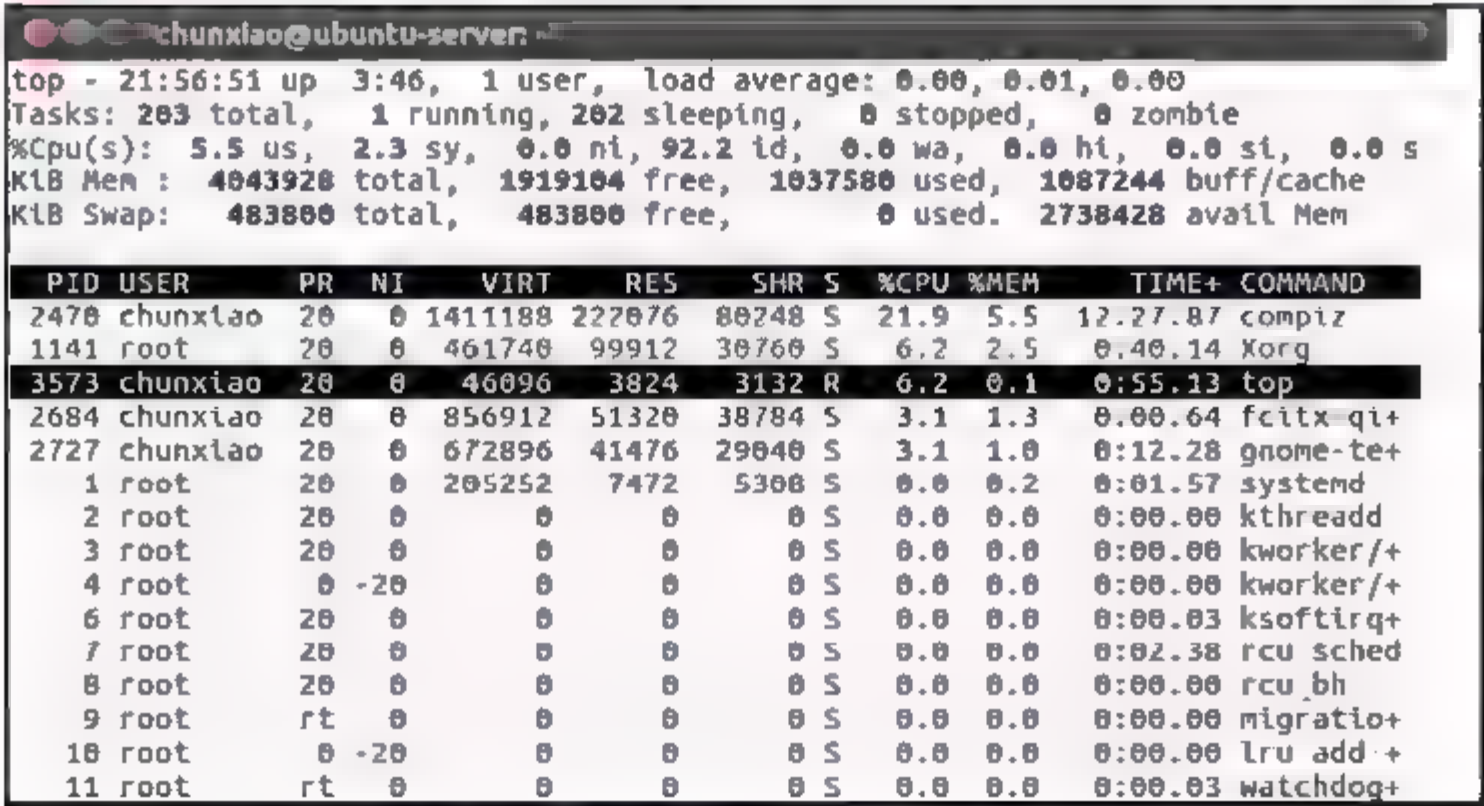 chunxiao@ubuntu-server: ~
top - 21:56:51 up  3:46,  1 user,  load average: 0.00, 0.01, 0.00
Tasks: 203 total,   1 running, 202 sleeping,   0 stopped,   0 zombie
%Cpu(s):  5.5 us,  2.3 sy,  0.0 ni, 92.2 id,  0.0 wa,  0.0 hi,  0.0 si,  0.0 s
KiB Mem :  4043928 total,  1919104 free,  1037580 used,  1087244 buff/cache
KiB Swap:   483800 total,   483800 free,        0 used.  2738428 avail Mem
PID USER PR NI VIRT RES SHR S %CPU %MEM TIME+ COMMAND
2470 chunxiao 20 0 1411188 222076 80248 S 21.9 5.5 12:27.87 compiz
1141 root 20 0 461740 99912 30760 S 6.2 2.5 0:40.14 Xorg
3573 chunxiao 20 0 46096 3824 3132 R 6.2 0.1 0:55.13 top
2684 chunxiao 20 0 856912 51320 38784 S 3.1 1.3 0:00.64 fcitx-qi+
2727 chunxiao 20 0 672896 41476 29040 S 3.1 1.0 0:12.28 gnome-te+
1 root 20 0 205252 7472 5308 S 0.0 0.2 0:01.57 systemd
2 root 20 0 0 0 0 S 0.0 0.0 0:00.00 kthreadd
3 root 20 0 0 0 0 S 0.0 0.0 0:00.00 kworker/+
4 root 0 -20 0 0 0 S 0.0 0.0 0:00.00 kworker/+
6 root 20 0 0 0 0 S 0.0 0.0 0:00.03 ksoftirq+
7 root 20 0 0 0 0 S 0.0 0.0 0:02.38 rcu_sched
8 root 20 0 0 0 0 S 0.0 0.0 0:00.00 rcu_bh
9 root rt 0 0 0 0 S 0.0 0.0 0:00.00 migratio+
10 root 0 -20 0 0 0 S 0.0 0.0 0:00.00 lru_add-+
11 root rt 0 0 0 0 S 0.0 0.0 0:00.03 watchdog+